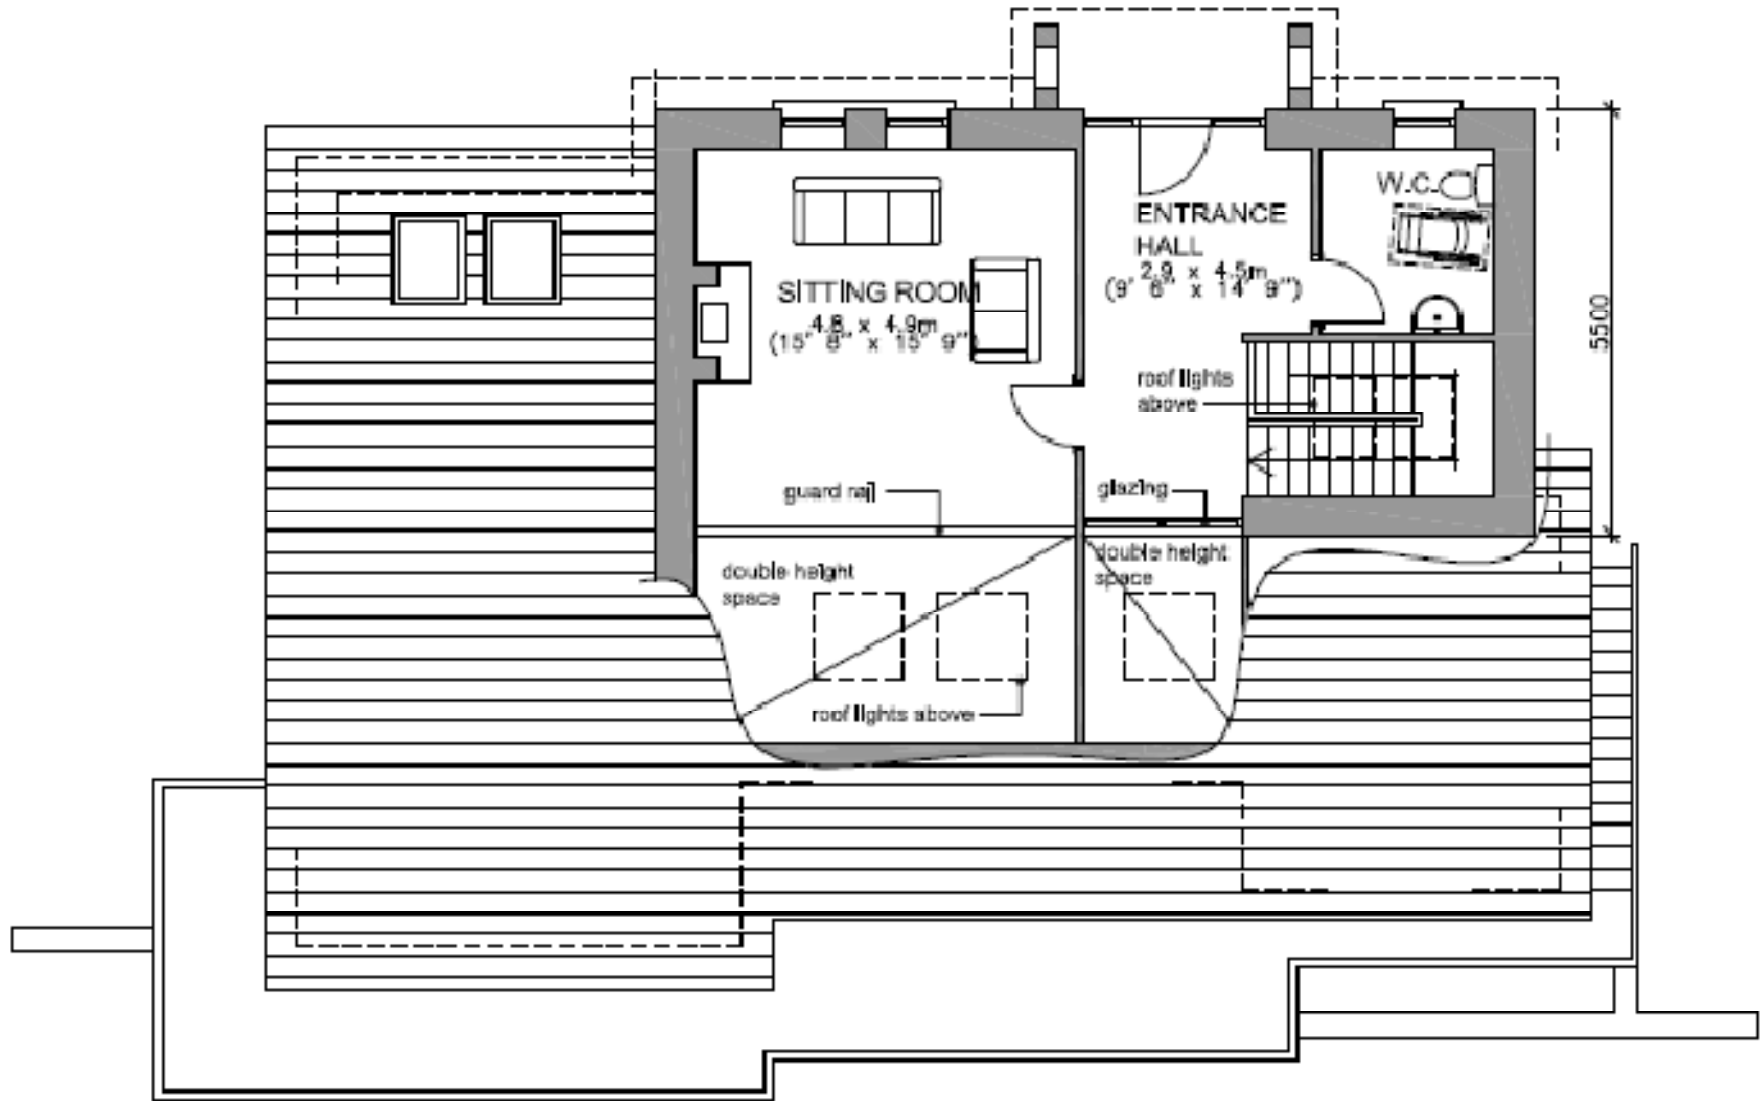 W.C.
ENTRANCE
HALL
2.9 x 4.5m
(9' 6" x 14' 9")
SITTING ROOM
4.8 x 4.9m
(15' 8" x 15' 9")
5500
roof lights
above
guard rail
glazing
double height
space
double height
space
roof lights above